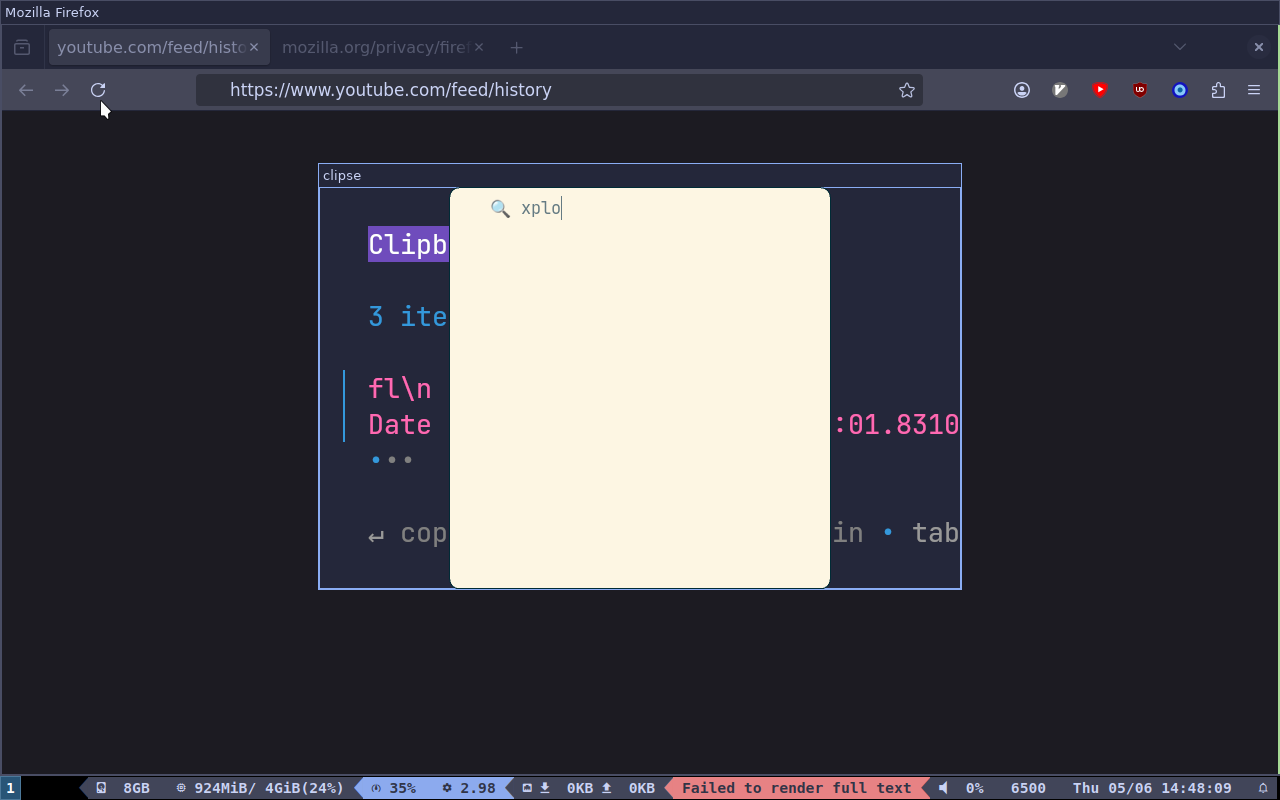 Mozilla Firefox
youtube.com/feed/histo
mozilla.org/privacy/firef
https://www.youtube.com/feed/history
clipse
xplo
Clipb
3 ite
fl\n
Date :01.8310
↵ cop in • tab
1 8GB 924MiB/ 4GiB(24%) 35% 2.98 0KB 0KB Failed to render full text 0% 6500 Thu 05/06 14:48:09